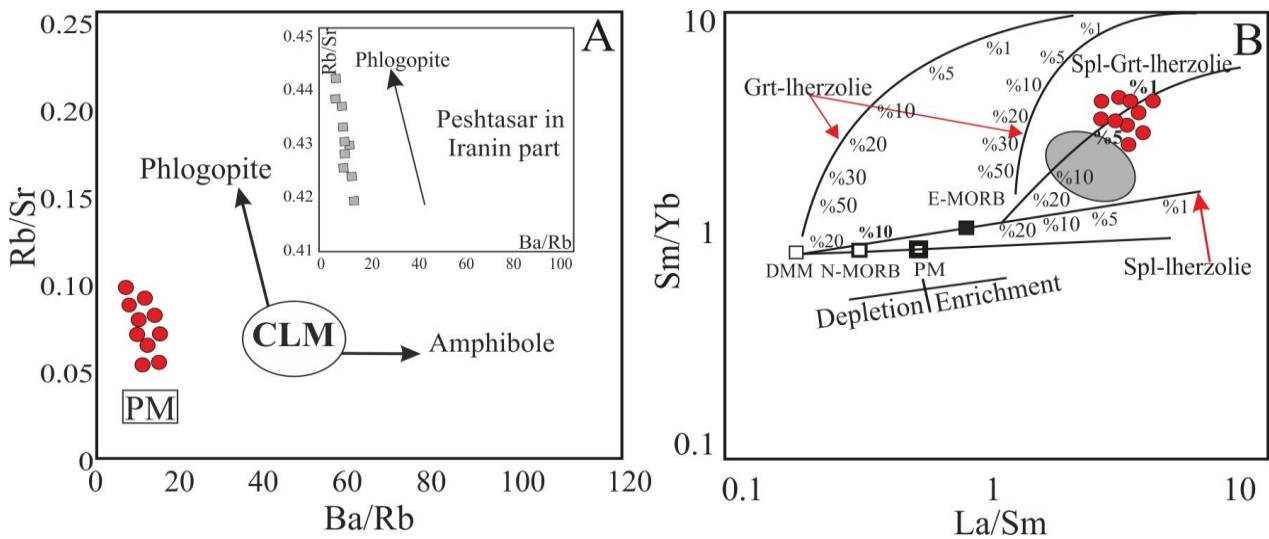 A
0.25
0.20
0.15
0.10
0.05
0
Rb/Sr
0
20
40
60
80
100
120
Ba/Rb
Phlogopite
CLM
Amphibole
PM
0.45
0.44
0.43
0.42
0.41
Rb/Sr
Phlogopite
Peshtasar in
Iranin part
Ba/Rb
0
20
40
60
80
100
B
10
1
0.1
Sm/Yb
0.1
1
10
La/Sm
Grt-lherzolie
%1
%5
%10
%20
%30
%50
%1
%5
%10
%20
%30
%50
Spl-Grt-lherzolie
%1
%5
%10
%20
E-MORB
%1
%5
%10
%20
%20
%10
DMM
N-MORB
PM
Spl-lherzolie
Depletion
Enrichment